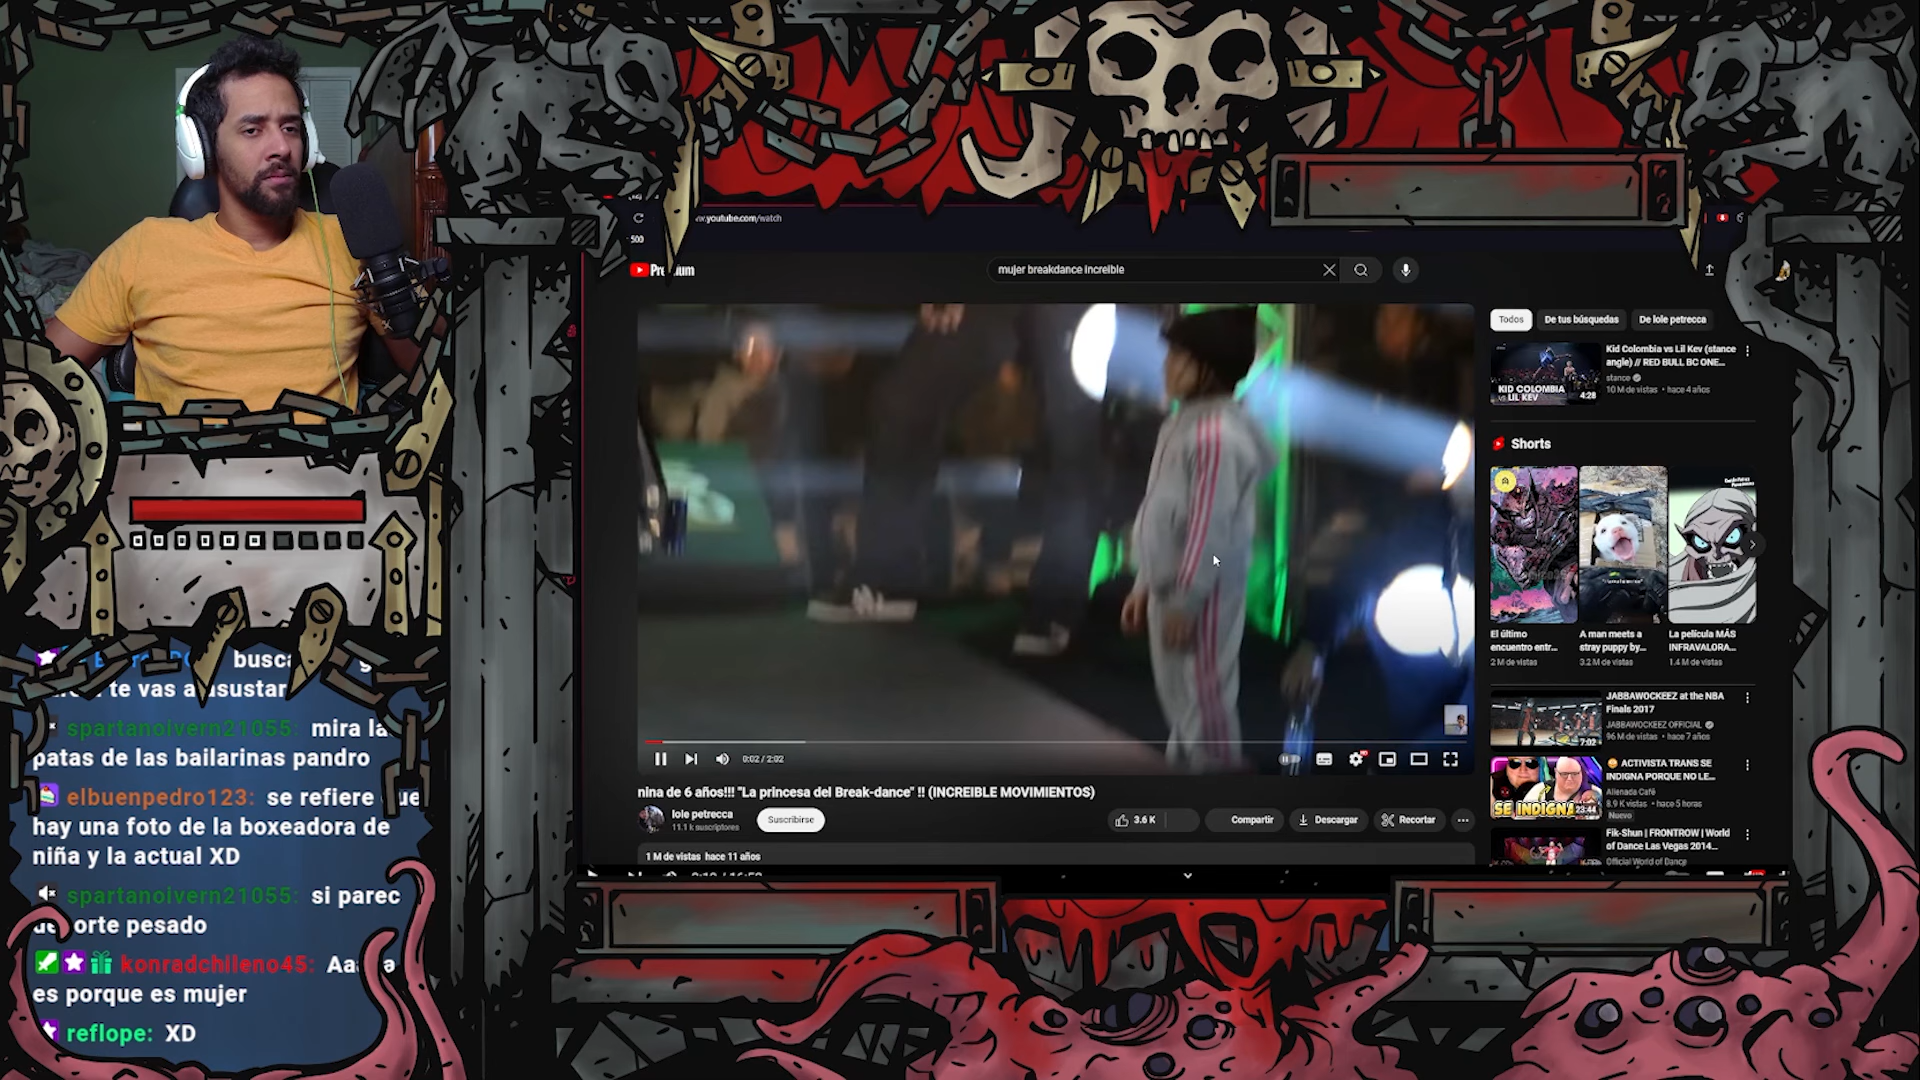 www.youtube.com/watch
500
Premium
mujer breakdance increible
Todos
De tus búsquedas
De lole petrecca
KID COLOMBIA
LIL KEV
4:28
Kid Colombia vs Lil Kev (stance
angle) // RED BULL BC ONE...
stance
10 M de vistas • hace 4 años
Shorts
El último
encuentro entr...
2 M de vistas
A man meets a
stray puppy by...
3.2 M de vistas
La película MÁS
INFRAVALORA...
1.4 M de vistas
7:02
JABBAWOCKEEZ at the NBA
Finals 2017
JABBAWOCKEEZ OFFICIAL
96 M de vistas • hace 7 años
SE INDIGNA
23:44
ACTIVISTA TRANS SE
INDIGNA PORQUE NO LE...
Alienada Café
8.9 K vistas • hace 5 horas
Nuevo
Fik-Shun | FRONTROW | World
of Dance Las Vegas 2014...
Official World of Dance
0:02 / 2:02
nina de 6 años!!! "La princesa del Break-dance" !! (INCREIBLE MOVIMIENTOS)
lole petrecca
11.1 k suscriptores
Suscribirse
3.6 K
Compartir
Descargar
Recortar
1 M de vistas hace 11 años
te vas a asustar
spartanoivern21055: mira la
patas de las bailarinas pandro
elbuenpedro123: se refiere que
hay una foto de la boxeadora de
niña y la actual XD
spartanoivern21055: si parec
orte pesado
konradchileno45:
es porque es mujer
reflope: XD